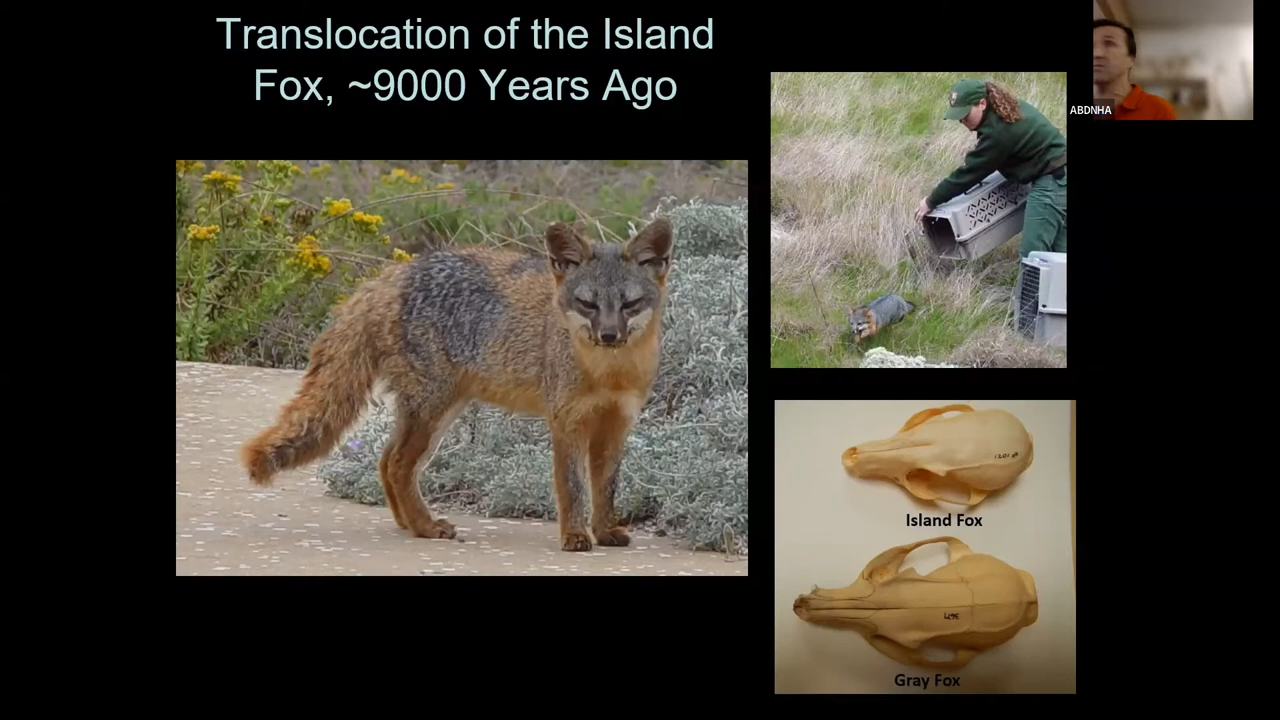 Translocation of the Island
Fox, ~9000 Years Ago
ABDNHA
Island Fox
Gray Fox